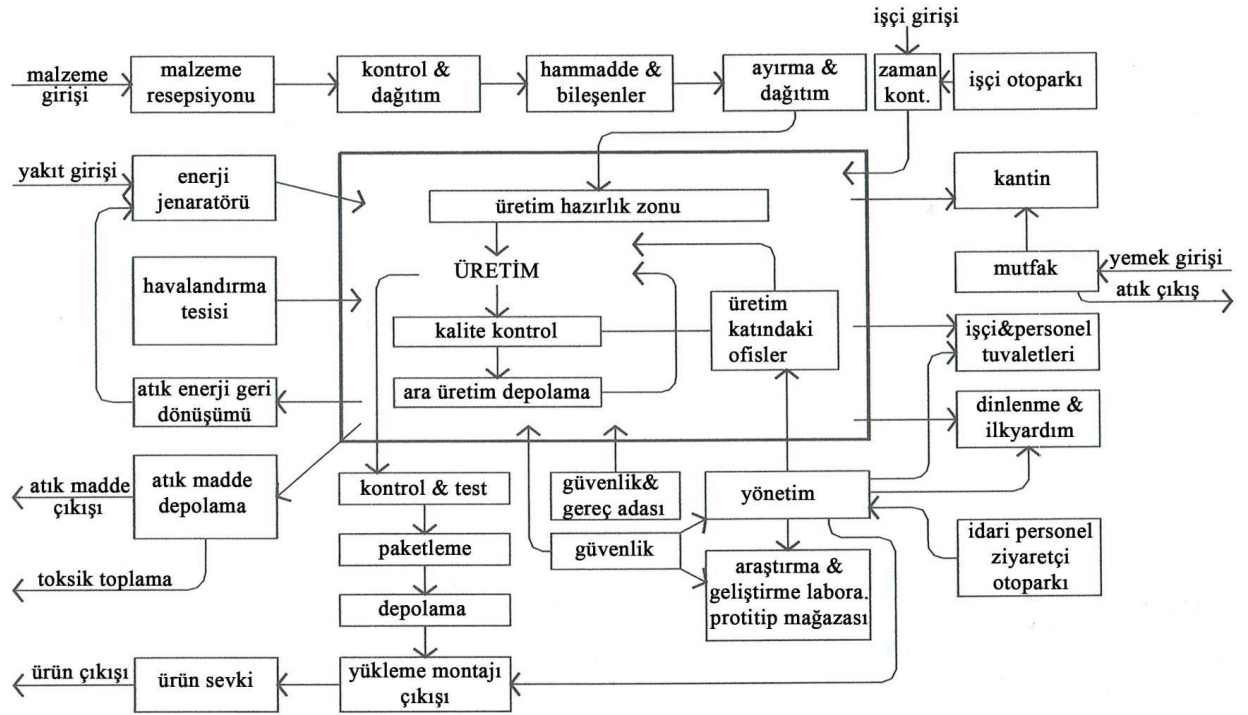 işçi girişi
malzeme
girişi
malzeme
resepsiyonu
kontrol &
dağıtım
hammadde &
bileşenler
ayırma &
dağıtım
zaman
kont.
işçi otoparkı
yakıt girişi
enerji
jenaratörü
üretim hazırlık zonu
kantin
havalandırma
tesisi
ÜRETİM
mutfak
yemek girişi
atık çıkış
kalite kontrol
üretim
katındaki
ofisler
işçi&personel
tuvaletleri
atık enerji geri
dönüşümü
ara üretim depolama
dinlenme &
ilkyardım
atık madde
çıkışı
atık madde
depolama
kontrol & test
güvenlik&
gereç adası
yönetim
toksik toplama
paketleme
güvenlik
araştırma &
geliştirme labora.
protitip mağazası
idari personel
ziyaretçi
otoparkı
depolama
ürün çıkışı
ürün sevki
yükleme montajı
çıkışı